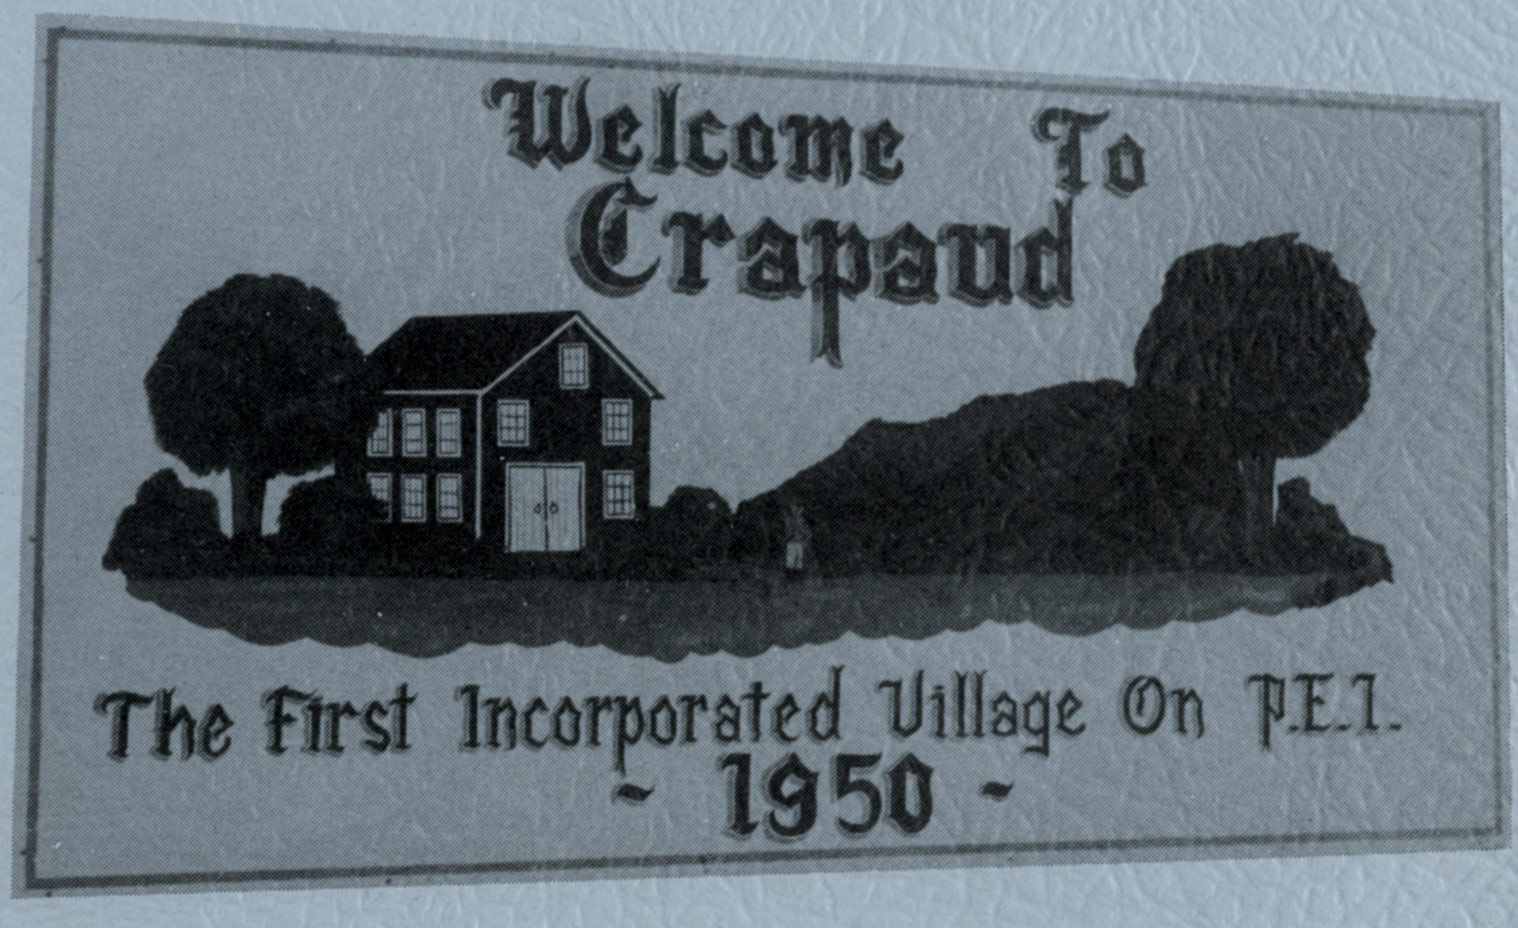 Welcome To
Crapaud
The First Incorporated Village On P.E.I.
~ 1950 ~